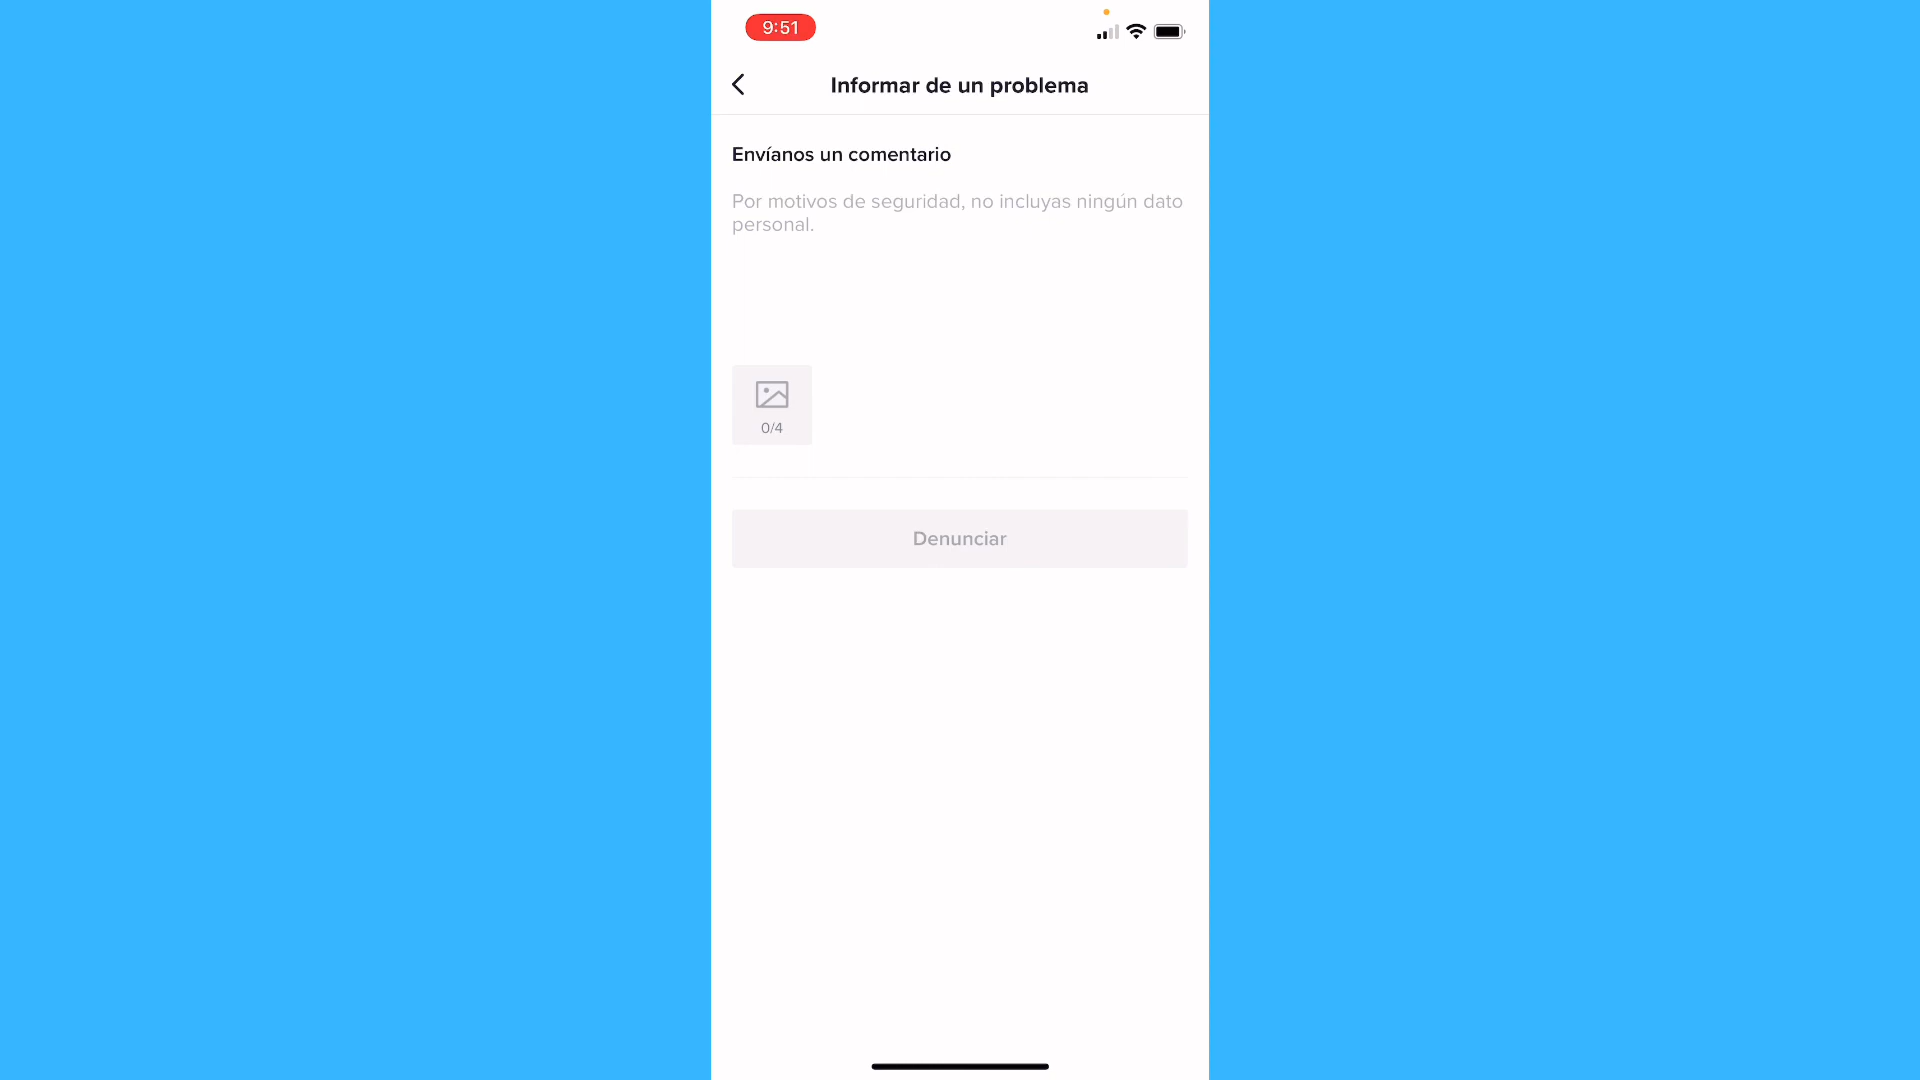 9:51
Informar de un problema
Envíanos un comentario
Por motivos de seguridad, no incluyas ningún dato
personal.
0/4
Denunciar